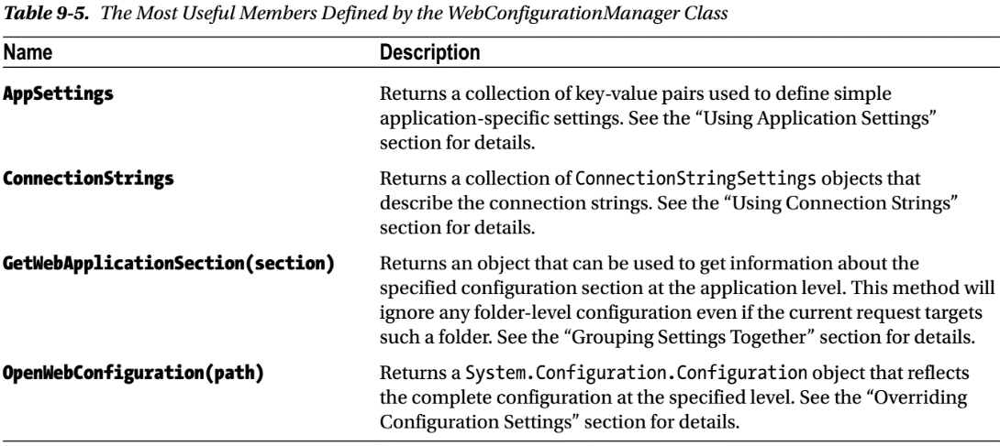 Table 9-5. The Most Useful Members Defined by the WebConfigurationManager Class
Name Description
AppSettings Returns a collection of key-value pairs used to define simple
application-specific settings. See the “Using Application Settings”
section for details.
ConnectionStrings Returns a collection of ConnectionStringSettings objects that
describe the connection strings. See the “Using Connection Strings”
section for details.
GetWebApplicationSection(section) Returns an object that can be used to get information about the
specified configuration section at the application level. This method will
ignore any folder-level configuration even if the current request targets
such a folder. See the “Grouping Settings Together” section for details.
OpenWebConfiguration(path) Returns a System.Configuration.Configuration object that reflects
the complete configuration at the specified level. See the “Overriding
Configuration Settings” section for details.